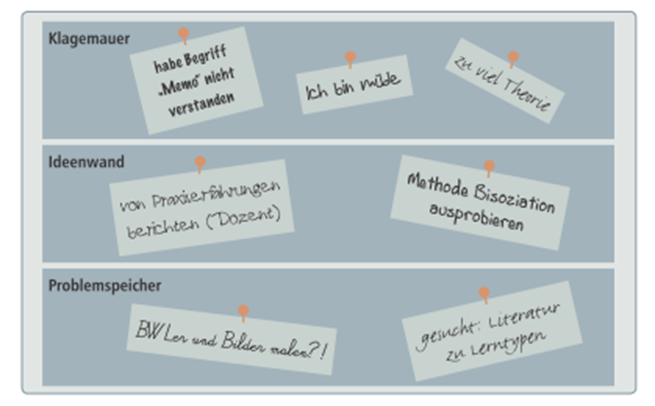 Klagemauer
habe Begriff
„Memo" nicht
verstanden
Ich bin müde
zu viel Theorie
Ideenwand
von Praxiserfahrungen
berichten (*Dozent)
Methode Bisoziation
ausprobieren
Problemspeicher
BWLer und Bilder malen?!
gesucht: Literatur
zu Lerntypen